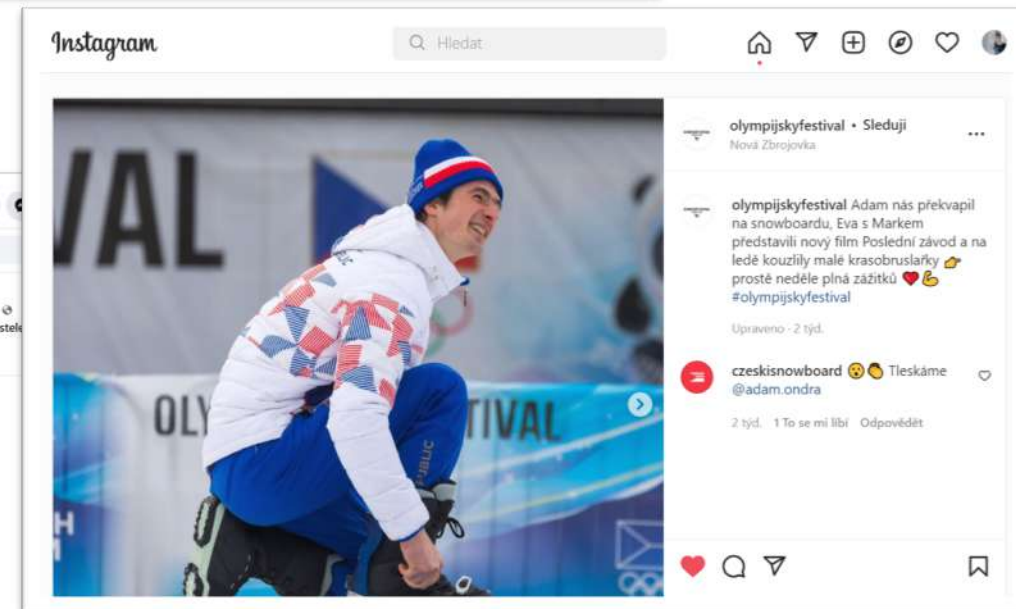 Instagram
Hledat
VAL
OLY
TIVAL
PUBLIC
H
olympijskyfestival • Sleduji
Nová Zbrojovka
olympijskyfestival Adam nás překvapil
na snowboardu, Eva s Markem
představili nový film Poslední závod a na
ledě kouzlily malé krasobruslařky 👉
prostě neděle plná zážitků ❤️💪
#olympijskyfestival
Upraveno · 2 týd.
czeskisnowboard 😮👏 Tleskáme
@adam.ondra
2 týd. 1 To se mi líbí Odpovědět